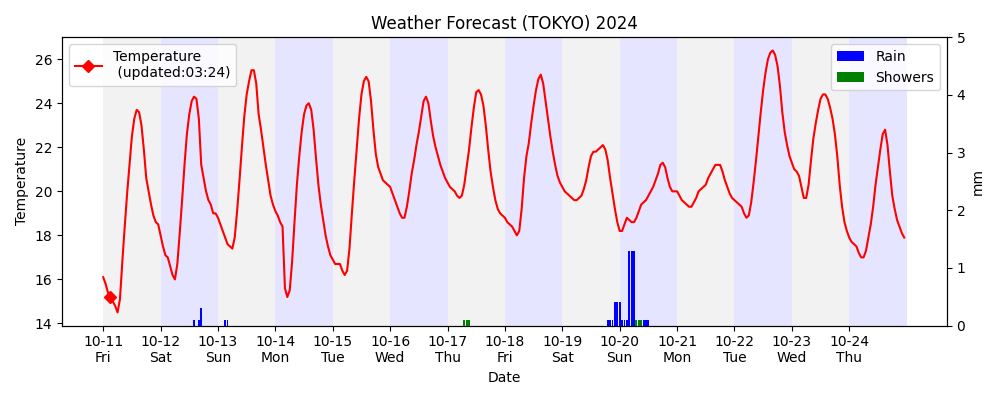 Weather Forecast (TOKYO) 2024
Temperature
(updated:03:24)
Rain
Showers
Temperature
26
24
22
20
18
16
14
5
4
3
2
1
0
mm
10-11 10-12 10-13 10-14 10-15 10-16 10-17 10-18 10-19 10-20 10-21 10-22 10-23 10-24
Fri Sat Sun Mon Tue Wed Thu Fri Sat Sun Mon Tue Wed Thu
Date